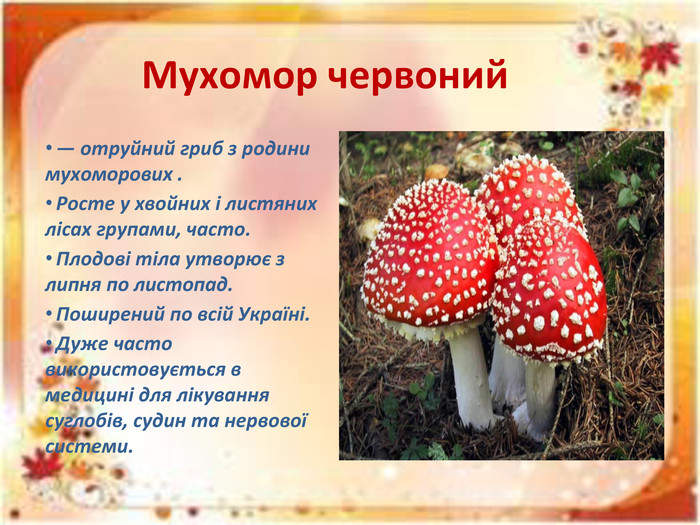 Мухомор червоний
• — отруйний гриб з родини
мухоморових .
• Росте у хвойних і листяних
лісах групами, часто.
• Плодові тіла утворює з
липня по листопад.
• Поширений по всій Україні.
• Дуже часто
використовується в
медицині для лікування
суглобів, судин та нервової
системи.